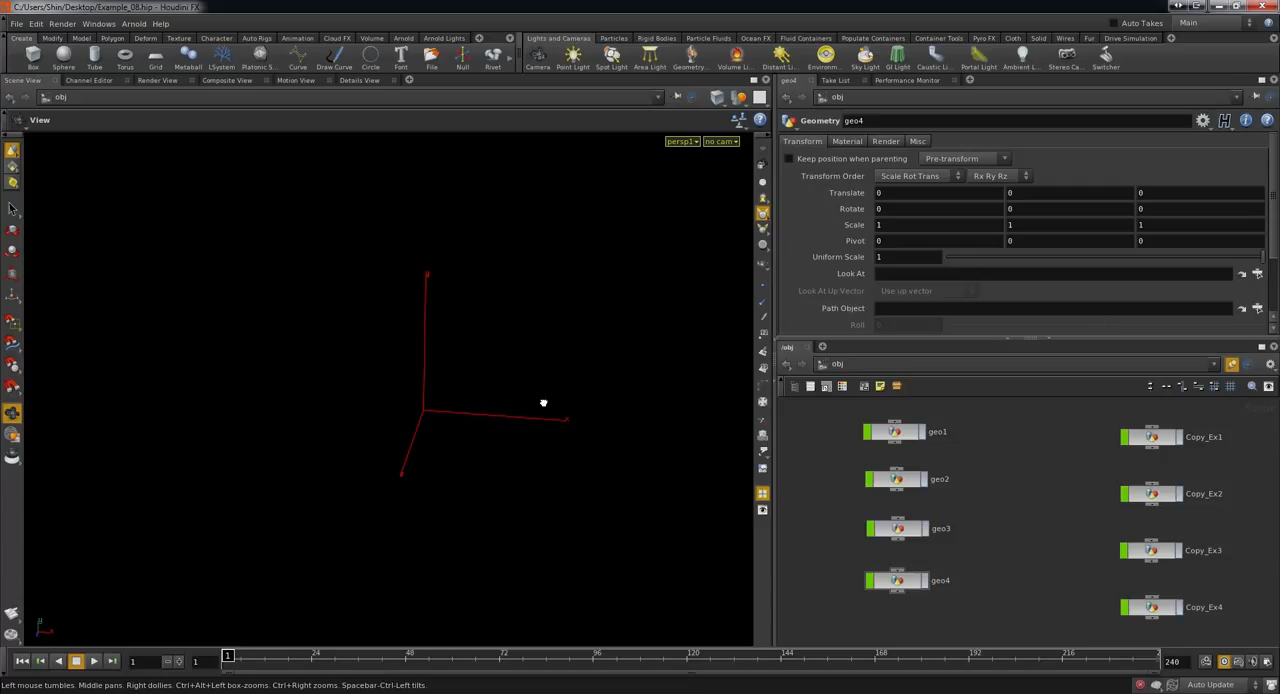 C:/Users/Shin/Desktop/Example_08.hip - Houdini FX
File Edit Render Windows Arnold Help
Auto Takes Main
Create Modify Model Polygon Deform Texture Character Auto Rigs Animation Cloud FX Volume Arnold Arnold Lights
Lights and Cameras Particles Rigid Bodies Particle Fluids Ocean FX Fluid Containers Populate Containers Container Tools Pyro FX Cloth Solid Wires Fur Drive Simulation
Box Sphere Tube Torus Grid Metaball LSystem Platonic S... Curve Draw Curve Circle Font File Null Rivet
Camera Point Light Spot Light Area Light Geometry... Volume Li... Distant Li... Environm... Sky Light GI Light Caustic Li... Portal Light Ambient L... Stereo Ca... Switcher
Scene View Channel Editor Render View Composite View Motion View Details View
geo4 Take List Performance Monitor
obj
obj
View
Geometry geo4
persp1 no cam
Transform Material Render Misc
Keep position when parenting Pre-transform
Transform Order Scale Rot Trans Rx Ry Rz
Translate 0 0 0
Rotate 0 0 0
Scale 1 1 1
Pivot 0 0 0
Uniform Scale 1
Look At
Look At Up Vector Use up vector
Path Object
Roll 0
/obj
obj
geo1
Copy_Ex1
geo2
Copy_Ex2
geo3
Copy_Ex3
geo4
Copy_Ex4
1 1 1 24 48 72 96 120 144 168 192 216 240
Left mouse tumbles. Middle pans. Right dollies. Ctrl+Alt+Left box-zooms. Ctrl+Right zooms. Spacebar-Ctrl-Left tilts.
Auto Update